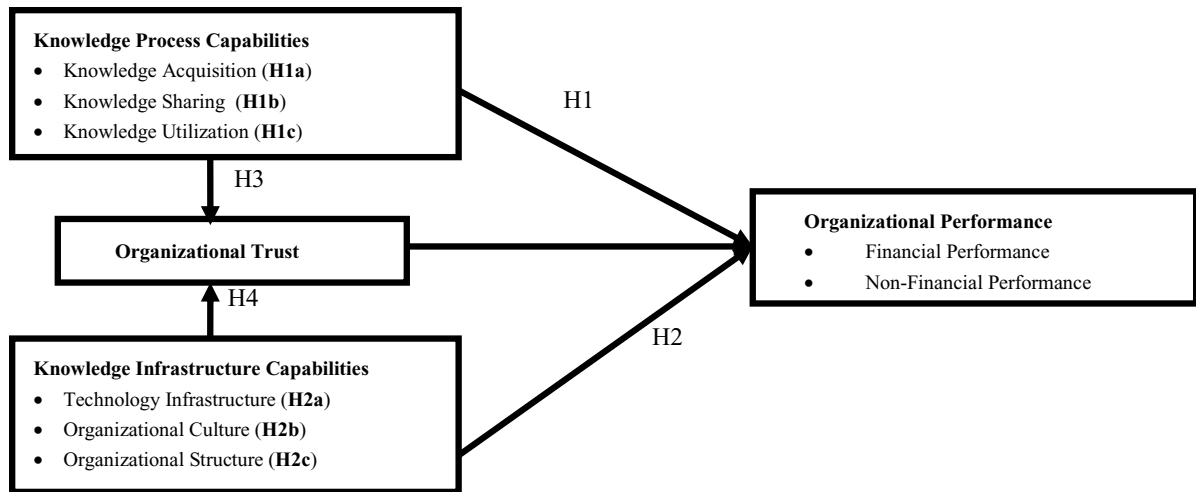 Knowledge Process Capabilities
• Knowledge Acquisition (H1a)
• Knowledge Sharing (H1b)
• Knowledge Utilization (H1c)
H1
H3
Organizational Trust
Organizational Performance
• Financial Performance
• Non-Financial Performance
H4
H2
Knowledge Infrastructure Capabilities
• Technology Infrastructure (H2a)
• Organizational Culture (H2b)
• Organizational Structure (H2c)